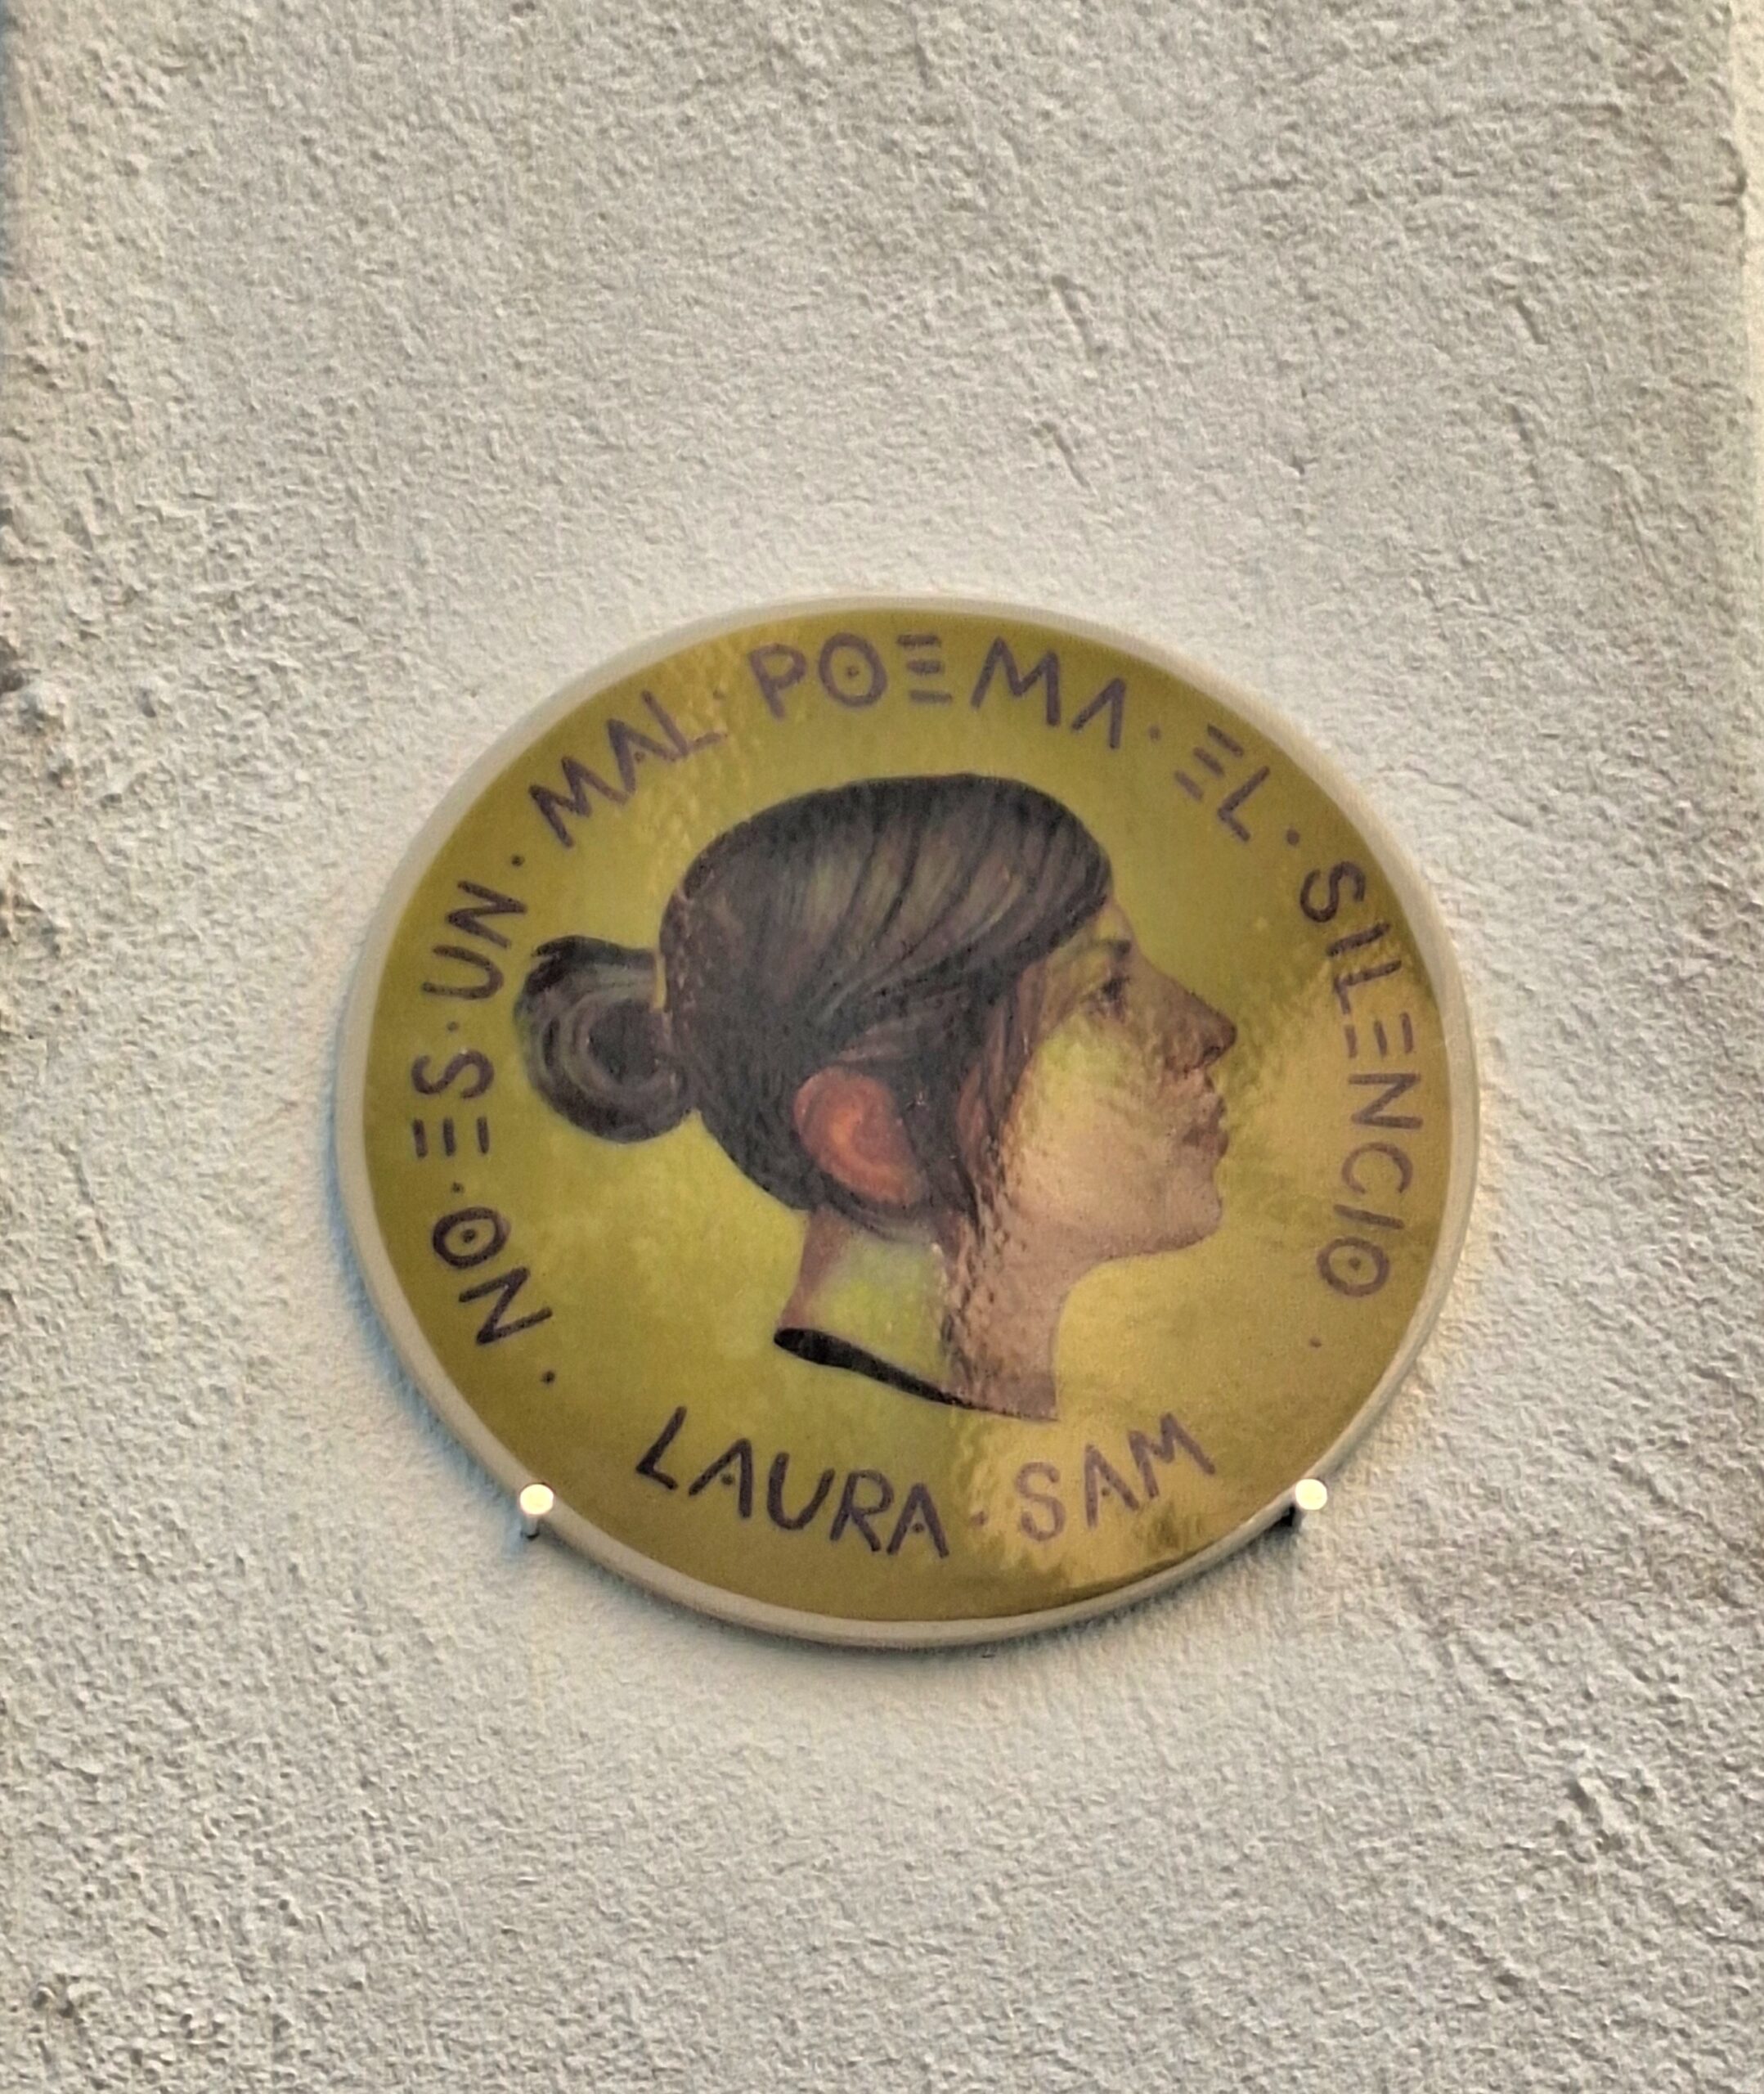 · NO · ES · UN · MAL · POEMA · EL · SILENCIO ·
LAURA · SAM